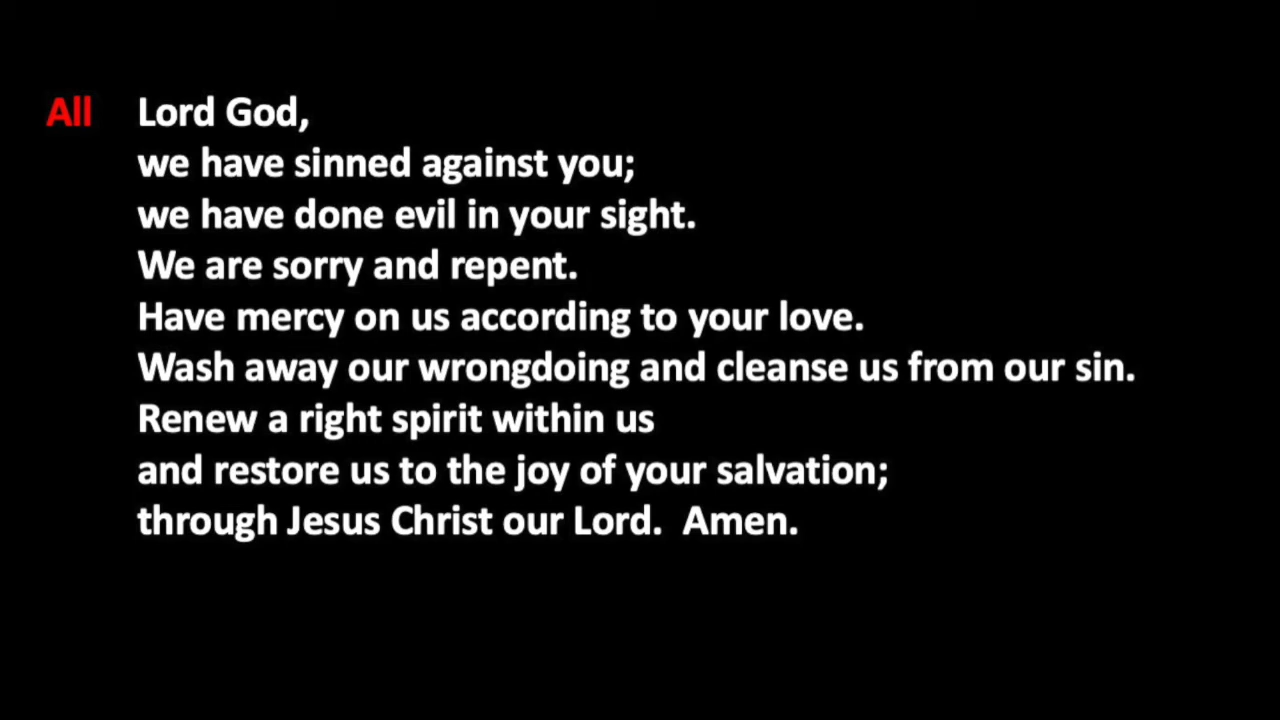 All Lord God,
we have sinned against you;
we have done evil in your sight.
We are sorry and repent.
Have mercy on us according to your love.
Wash away our wrongdoing and cleanse us from our sin.
Renew a right spirit within us
and restore us to the joy of your salvation;
through Jesus Christ our Lord.  Amen.